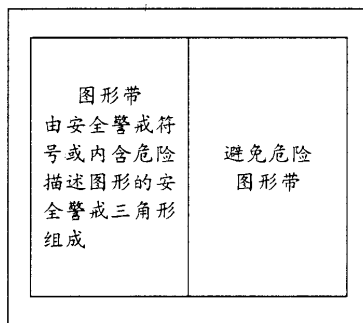 图形带
由安全警戒符
号或内含危险
描述图形的安
全警戒三角形
组成
避免危险
图形带